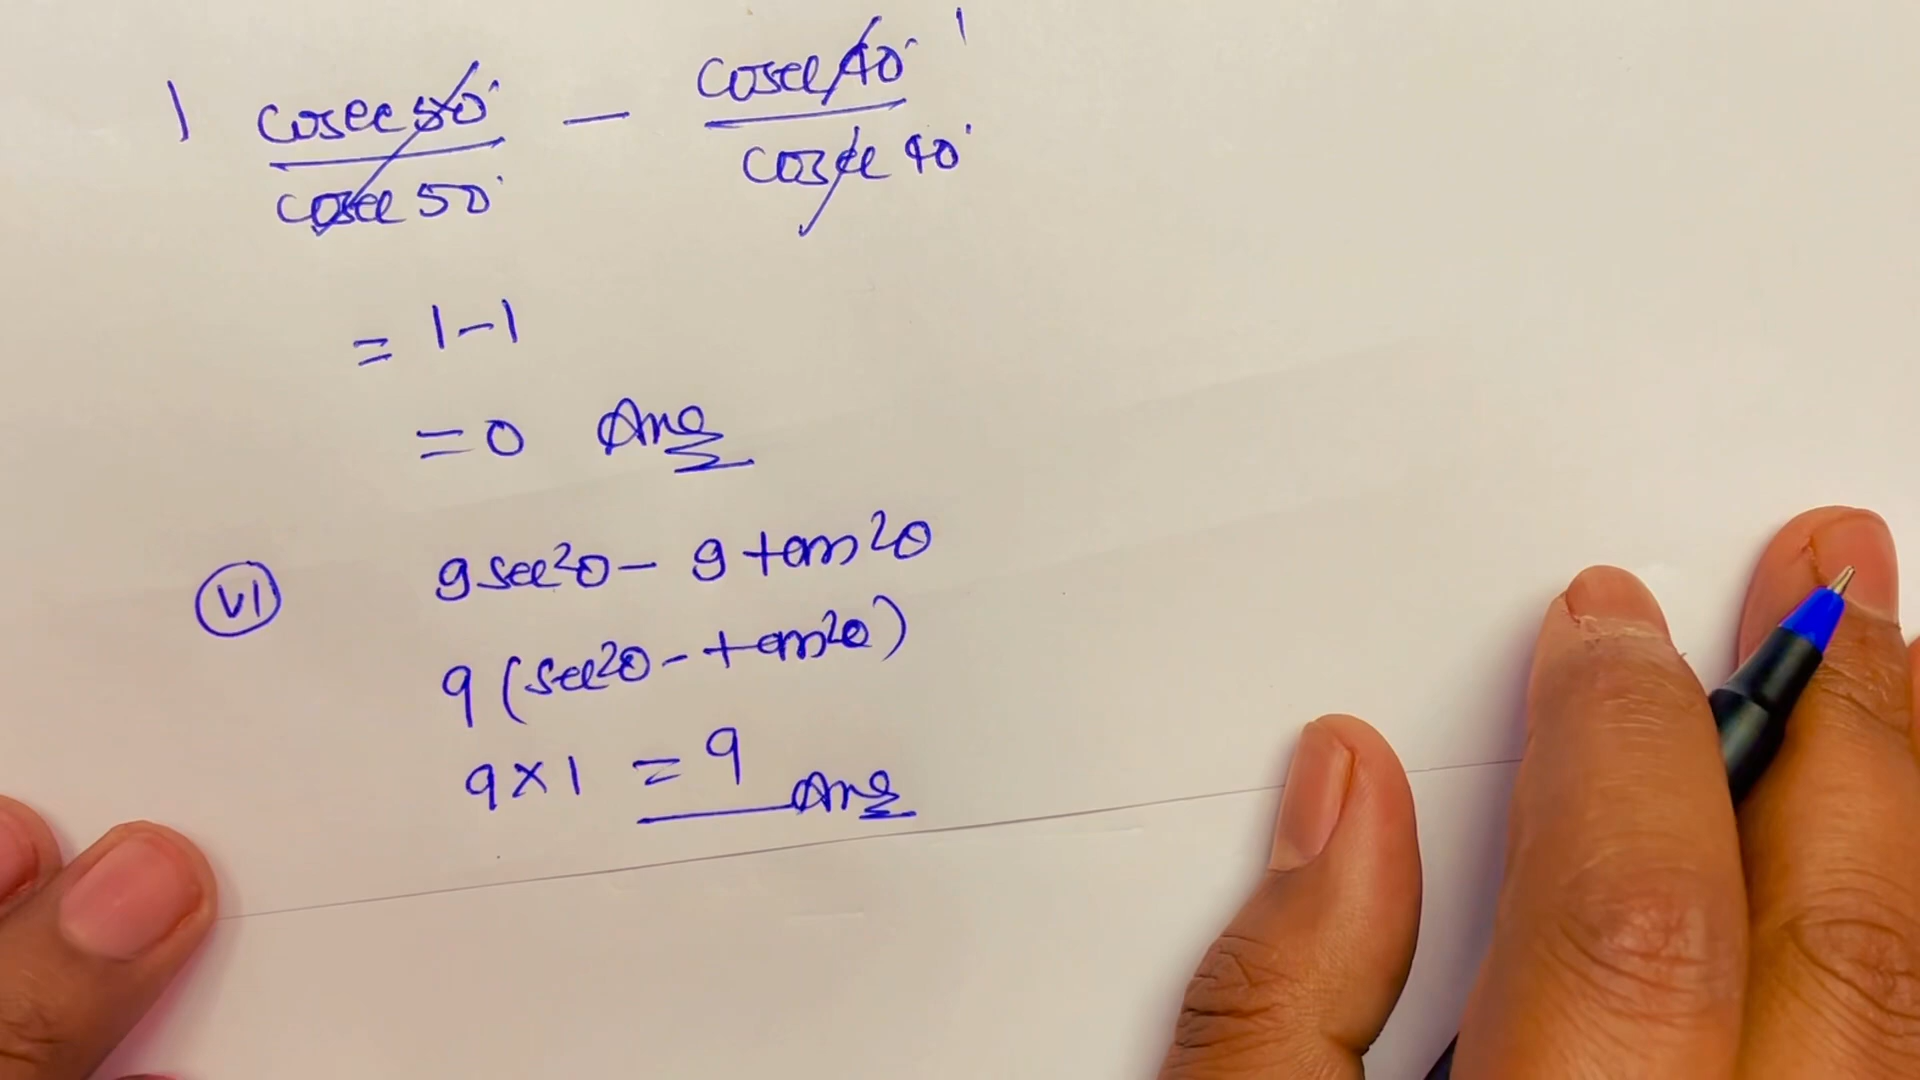 1 cosec 50° - cosec 40° 1
cosec 50° cosec 40°
= 1 - 1
= 0 Ans
(VI) 9 sec²θ - 9 tan²θ
9 (sec²θ - tan²θ)
9 × 1 = 9 Ans